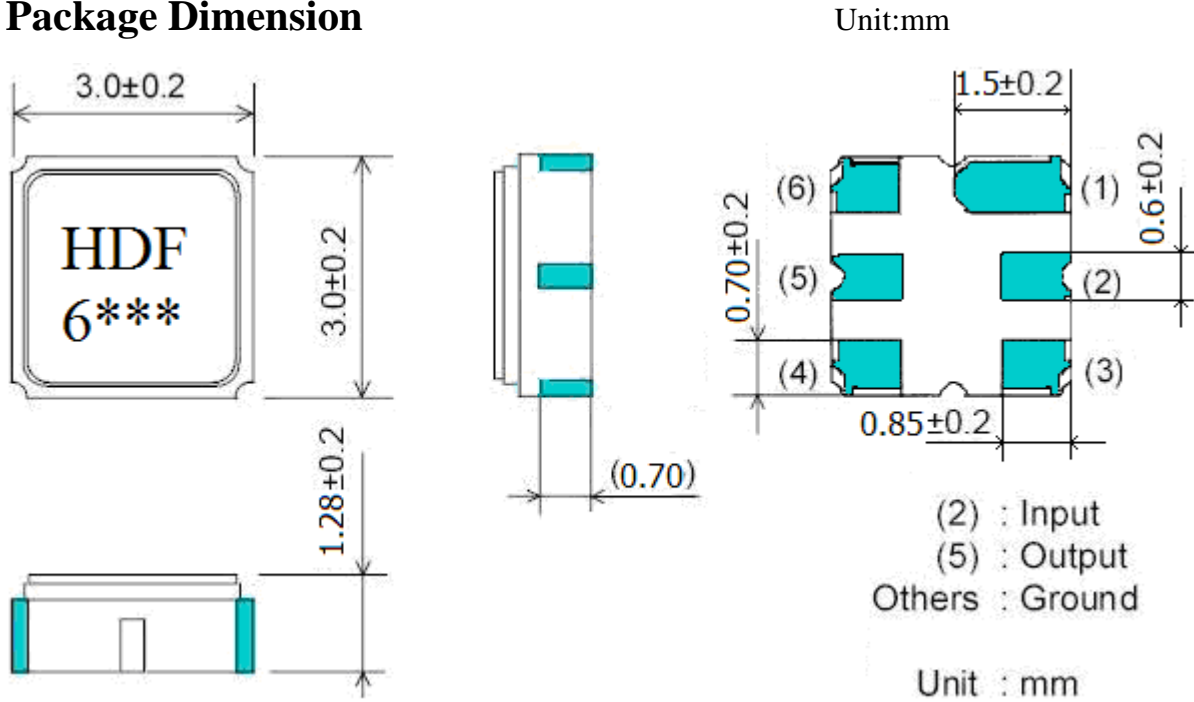 Package Dimension
Unit:mm
3.0±0.2
1.5±0.2
HDF
6***
3.0±0.2
(6)
(1)
0.6±0.2
0.70±0.2
(5)
(2)
(4)
(3)
0.85±0.2
1.28±0.2
(0.70)
(2) : Input
(5) : Output
Others : Ground
Unit : mm